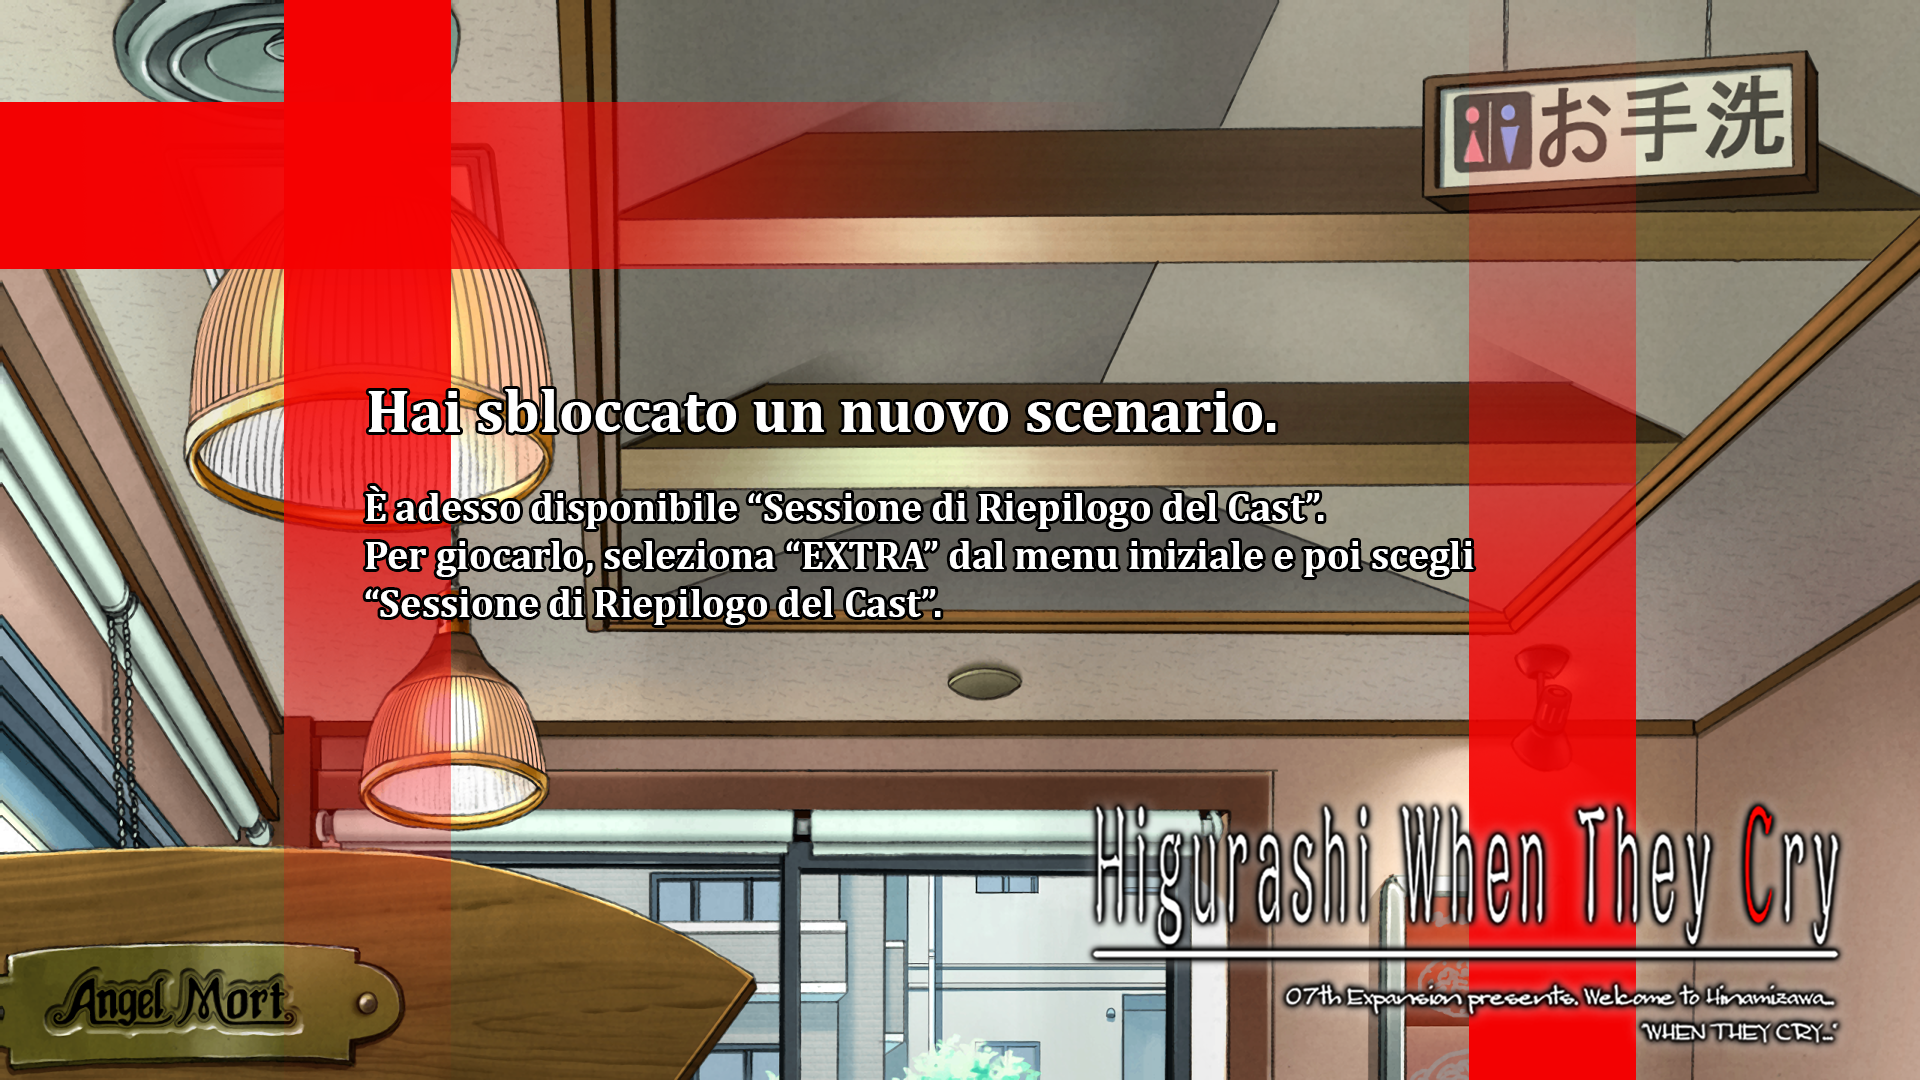 お手洗
Hai sbloccato un nuovo scenario.
È adesso disponibile “Sessione di Riepilogo del Cast”.
Per giocarlo, seleziona “EXTRA” dal menu iniziale e poi scegli
“Sessione di Riepilogo del Cast”.
Higurashi When They Cry
07th Expansion presents. Welcome to Hinamizawa...
"WHEN THEY CRY..."
Angel Mort